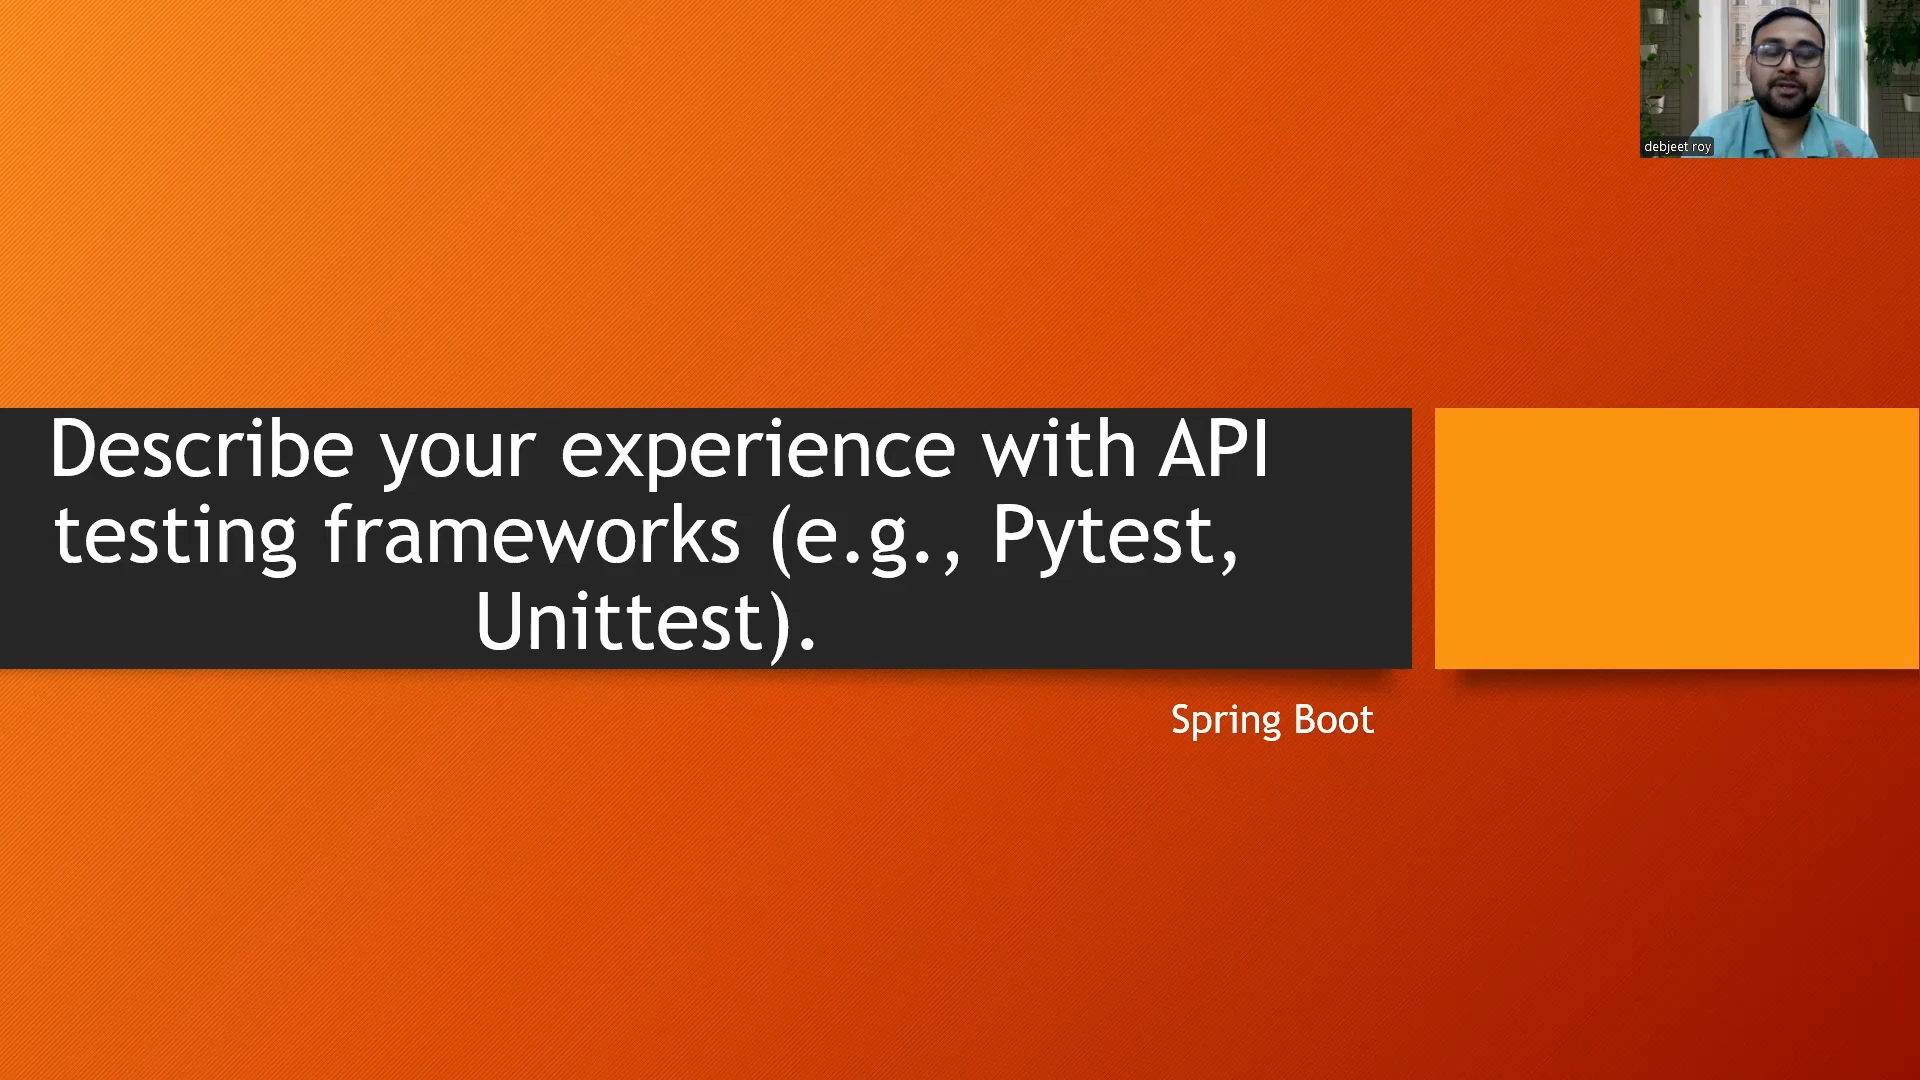 debjeet roy
Describe your experience with API
testing frameworks (e.g., Pytest,
Unittest).
Spring Boot